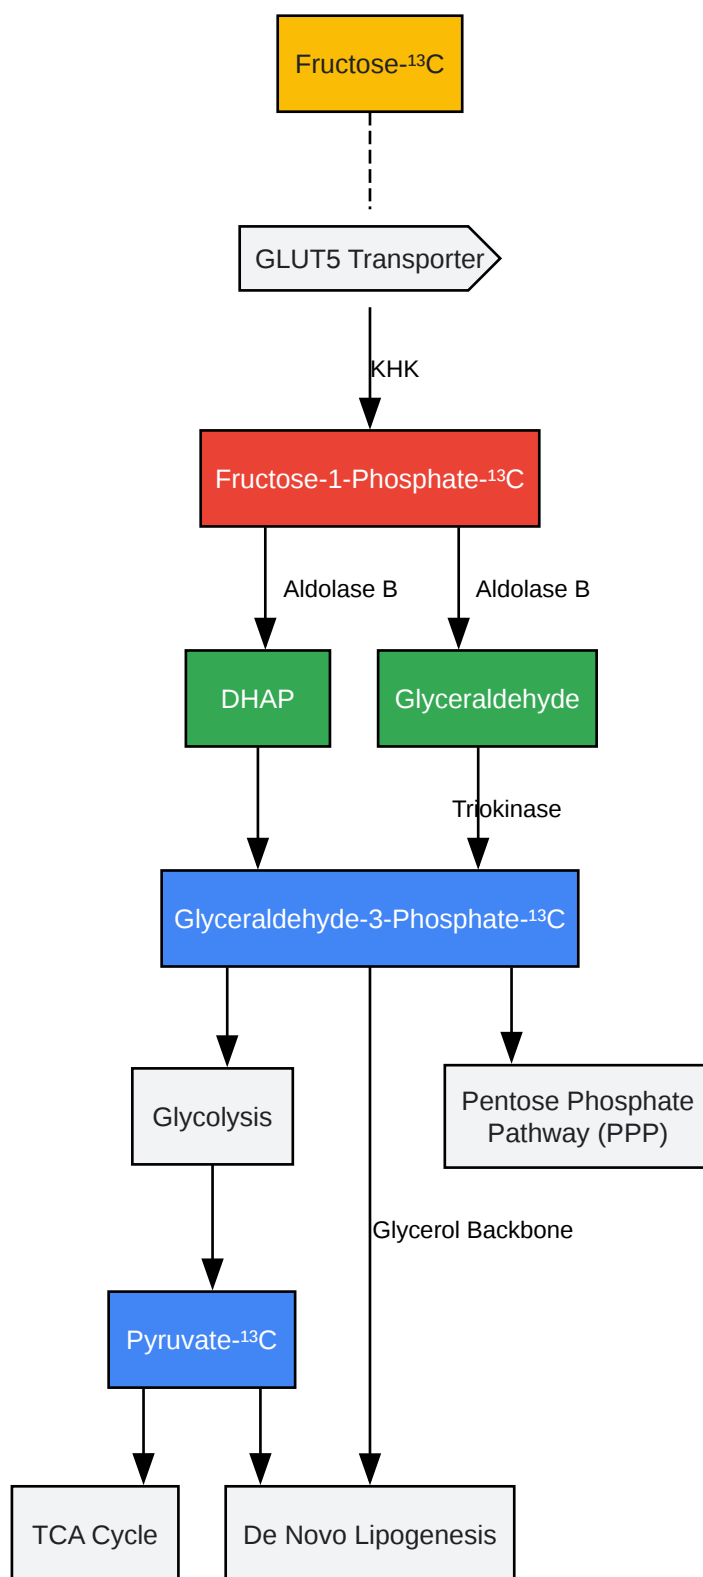 Fructose-¹³C
GLUT5 Transporter
KHK
Fructose-1-Phosphate-¹³C
Aldolase B
Aldolase B
DHAP
Glyceraldehyde
Triokinase
Glyceraldehyde-3-Phosphate-¹³C
Glycolysis
Pentose Phosphate
Pathway (PPP)
Glycerol Backbone
Pyruvate-¹³C
TCA Cycle
De Novo Lipogenesis